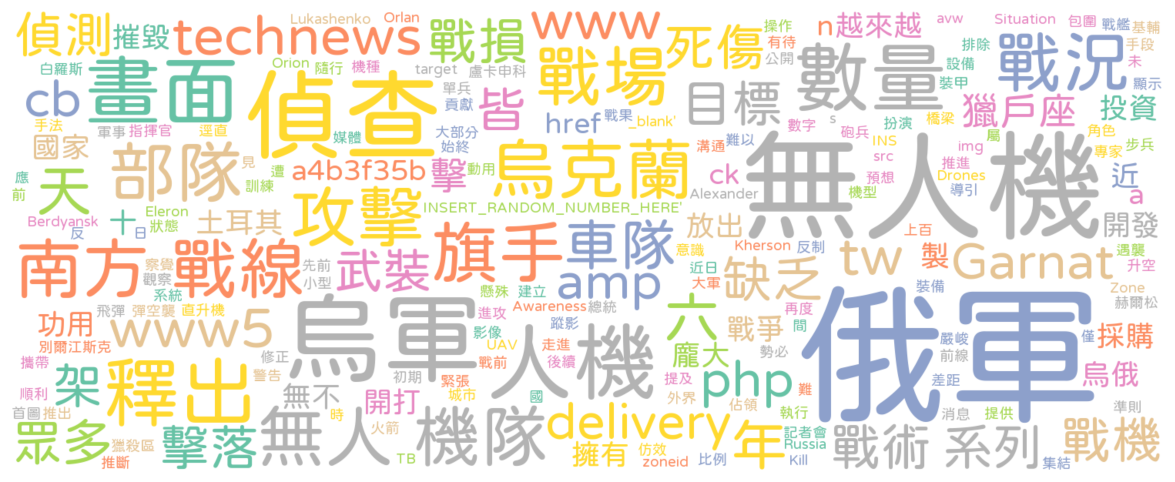 偵測
摧毀
technews
Lukashenko
Orlan
戰損
www
死傷
操作
有待
公開
n
越來越
avw
Situation
包圍
戰艦
基輔
手段
未
白羅斯
cb
畫面
Orion
隨行
機種
target
盧卡申科
單兵
貢獻
皆
戰場
目標
數量
排除
設備
裝甲
戰況
顯示
獵戶座
投資
手法
軍事
指揮官
逕直
偵查
媒體
大部分
始終
href
戰果
_blank'
難以
數字
s
砲兵
扮演
橋梁
屬
角色
專家
步兵
國家
部隊
見
遭
訓練
a4b3f35b
擊
動用
烏克蘭
溝通
ck
INS
src
預想
推進
機型
img
Drones
導引
近
a
應
前
天
Eleron
狀態
Berdyansk
反
十
日
土耳其
攻擊
INSERT_RANDOM_NUMBER_HERE'
Alexander
放出
無人機
上百
開發
遇襲
升空
南方
戰線
察覺
觀察
先前
小型
武裝
旗手
車隊
意識
近日
大軍
Kherson
反制
缺乏
tw
製
Garnat
Zone
赫爾松
功用
www5
飛彈
彈空襲
系統
直升機
別爾江斯克
烏軍
懸殊
建立
進攻
影像
UAV
戰前
Awareness
總統
蹤影
走進
後續
amp
六
再度
間
戰爭
勢必
龐大
俄軍
裝備
嚴峻
前線
僅
採購
烏俄
攜帶
順利
架
釋出
修正
警告
無不
初期
開打
緊張
城市
時
人機
國
提及
外界
佔領
php
難
執行
差距
消息
提供
準則
首圖
推出
眾多
獵殺區
推斷
擊落
無人
機隊
火箭
TB
delivery
擁有
仿效
zoneid
比例
年
記者會
Russia
Kill
戰術
系列
集結
戰機